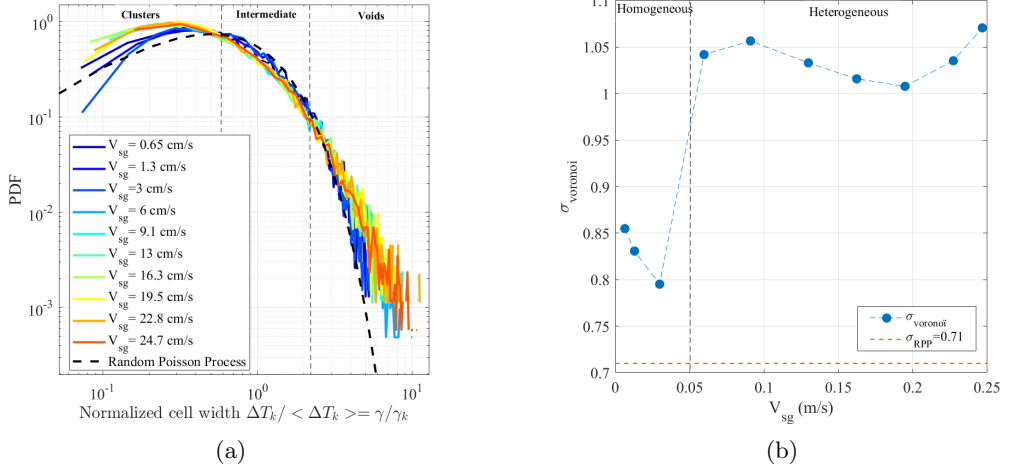 Clusters
Intermediate
Voids
10^0
10^-1
10^-2
10^-3
PDF
V_sg= 0.65 cm/s
V_sg= 1.3 cm/s
V_sg=3 cm/s
V_sg= 6 cm/s
V_sg= 9.1 cm/s
V_sg= 13 cm/s
V_sg= 16.3 cm/s
V_sg= 19.5 cm/s
V_sg= 22.8 cm/s
V_sg= 24.7 cm/s
Random Poisson Process
10^-1
10^0
10^1
Normalized cell width ΔT_k/ < ΔT_k >= γ/γ_k
(a)
1.1
1.05
1
0.95
0.9
0.85
0.8
0.75
0.7
σ_voronoi
Homogeneous
Heterogeneous
σ_voronoï
σ_RPP=0.71
0
0.05
0.1
0.15
0.2
0.25
V_sg (m/s)
(b)